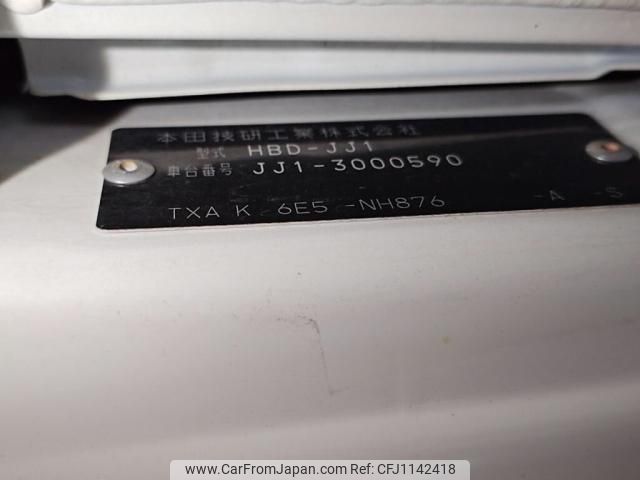 本田技研工業株式会社
型式 HBD-JJ1
車台番号 JJ1-3000590
TXA K 6E5 -NH876 -A -S
www.CarFromJapan.com | CFJ1142418